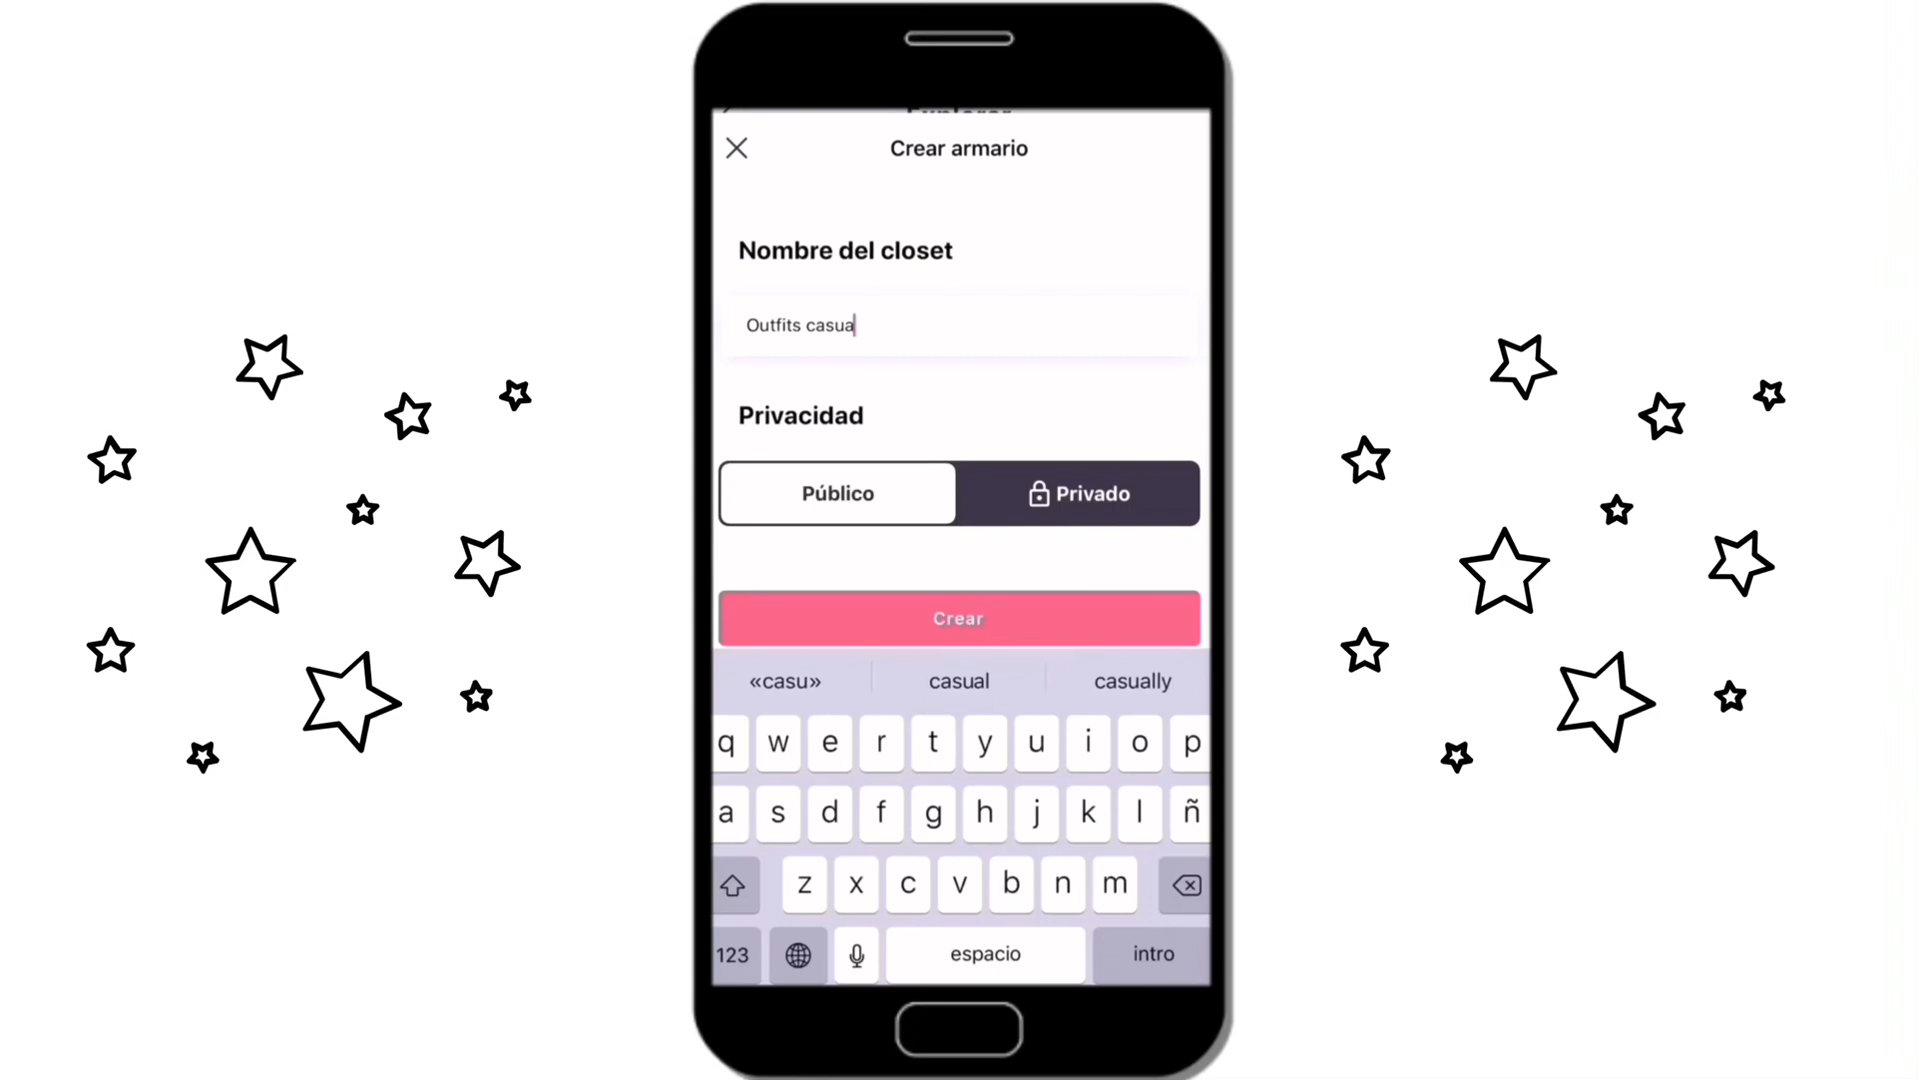 Crear armario
Nombre del closet
Outfits casua
Privacidad
Público Privado
Crear
«casu» casual casually
q w e r t y u i o p
a s d f g h j k l ñ
z x c v b n m
123 espacio intro